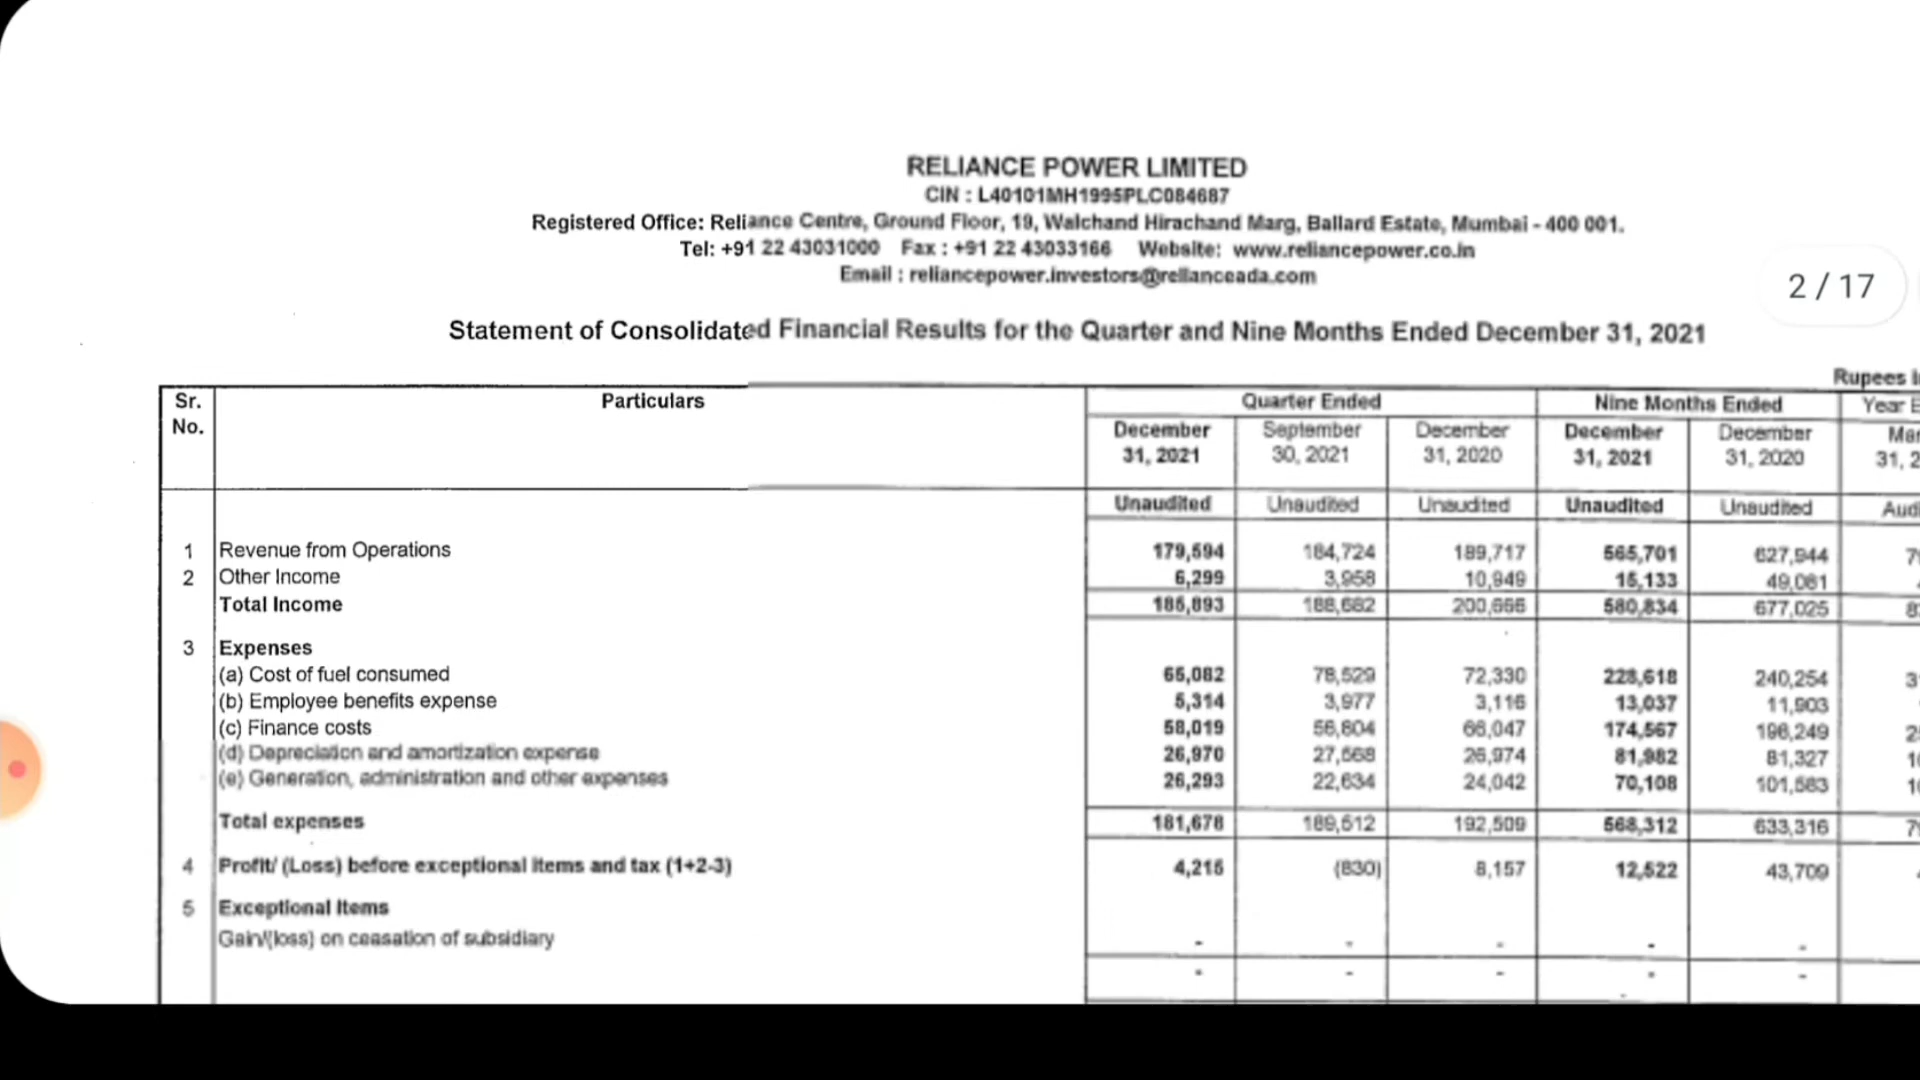 RELIANCE POWER LIMITED
CIN : L40101MH1995PLC084687
Registered Office: Reliance Centre, Ground Floor, 19, Walchand Hirachand Marg, Ballard Estate, Mumbai - 400 001.
Tel: +91 22 43031000 Fax : +91 22 43033166 Website: www.reliancepower.co.in
Email : reliancepower.investors@relianceada.com
2 / 17
Statement of Consolidated Financial Results for the Quarter and Nine Months Ended December 31, 2021
Rupees
Sr. No. Particulars Quarter Ended Nine Months Ended Year
December 31, 2021 September 30, 2021 December 31, 2020 December 31, 2021 December 31, 2020
Unaudited Unaudited Unaudited Unaudited Unaudited
1 Revenue from Operations 179,594 184,724 189,717 565,701 627,944
2 Other Income 6,299 3,958 10,949 15,133 49,081
Total Income 185,893 188,682 200,666 580,834 677,025
3 Expenses
(a) Cost of fuel consumed 65,082 78,529 72,330 228,618 240,254
(b) Employee benefits expense 5,314 3,977 3,116 13,037 11,903
(c) Finance costs 58,019 56,804 66,047 174,567 198,249
(d) Depreciation and amortization expense 26,970 27,568 26,974 81,982 81,327
(e) Generation, administration and other expenses 26,293 22,634 24,042 70,108 101,583
Total expenses 181,678 189,512 192,509 568,312 633,316
4 Profit/ (Loss) before exceptional items and tax (1+2-3) 4,215 (830) 8,157 12,522 43,709
5 Exceptional Items
Gain/(loss) on cessation of subsidiary - - - - -
- - - - -